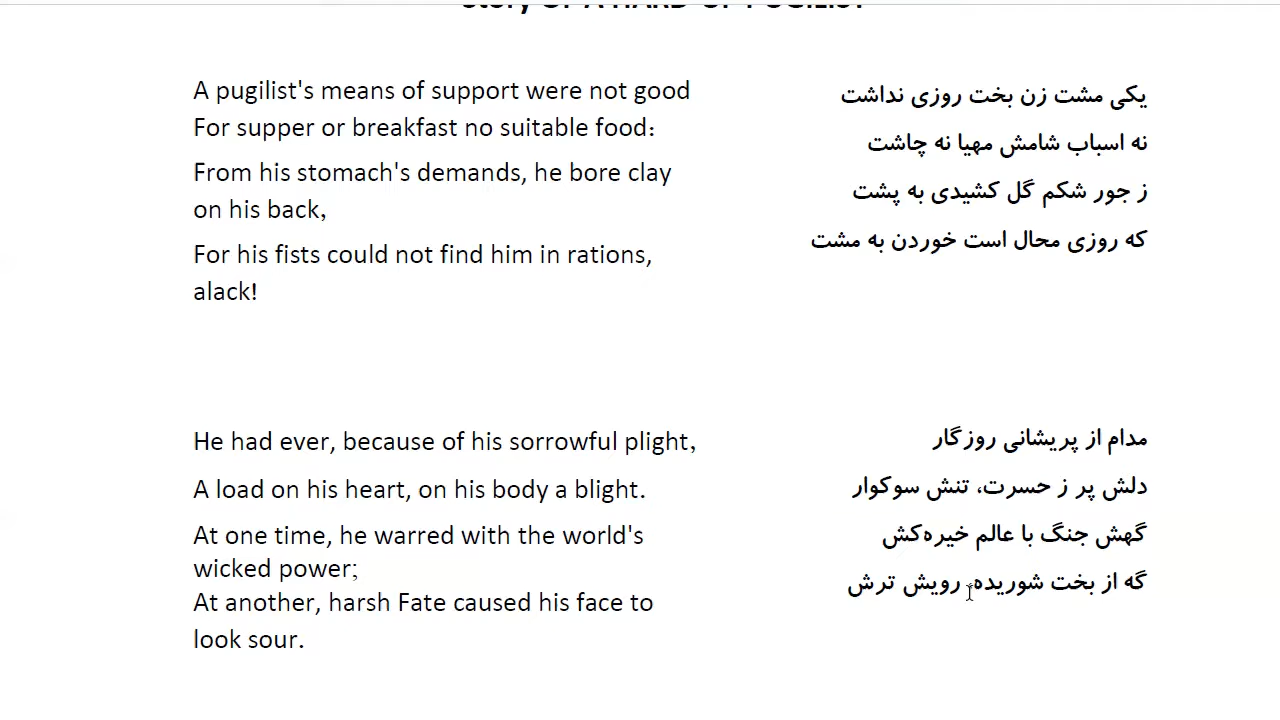 Story OF A HARD-UP PUGILIST
A pugilist's means of support were not good
For supper or breakfast no suitable food:
From his stomach's demands, he bore clay
on his back,
For his fists could not find him in rations,
alack!
یکی مشت زن بخت روزی نداشت
نه اسباب شامش مهیا نه چاشت
ز جور شکم گل کشیدی به پشت
که روزی محال است خوردن به مشت
He had ever, because of his sorrowful plight,
A load on his heart, on his body a blight.
At one time, he warred with the world's
wicked power;
At another, harsh Fate caused his face to
look sour.
مدام از پریشانی روزگار
دلش پر ز حسرت، تنش سوکوار
گهش جنگ با عالم خیره‌کش
گه از بخت شوریده، رویش ترش